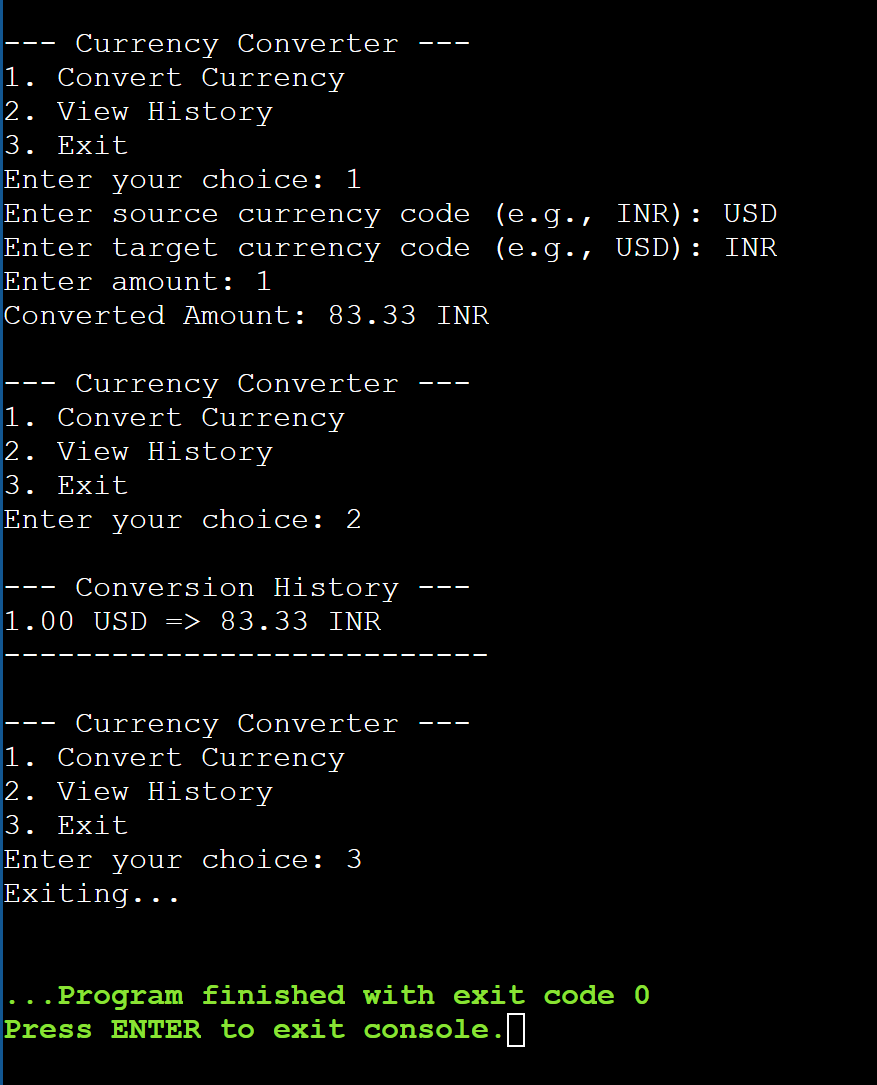 --- Currency Converter ---
1. Convert Currency
2. View History
3. Exit
Enter your choice: 1
Enter source currency code (e.g., INR): USD
Enter target currency code (e.g., USD): INR
Enter amount: 1
Converted Amount: 83.33 INR
--- Currency Converter ---
1. Convert Currency
2. View History
3. Exit
Enter your choice: 2
--- Conversion History ---
1.00 USD => 83.33 INR
---------------------------
--- Currency Converter ---
1. Convert Currency
2. View History
3. Exit
Enter your choice: 3
Exiting...
...Program finished with exit code 0
Press ENTER to exit console.